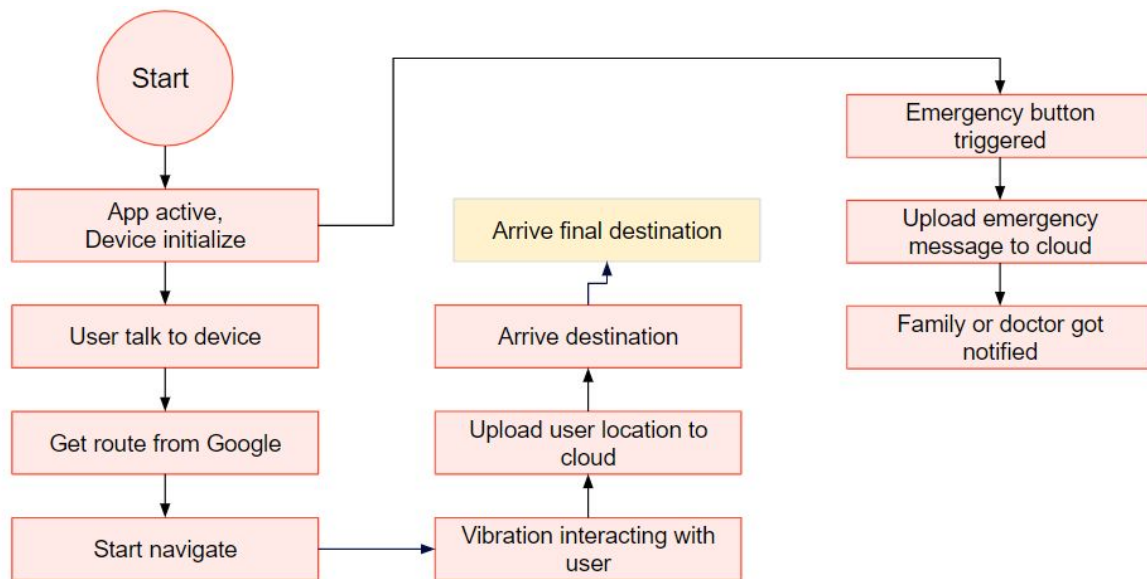 Start
App active,
Device initialize
User talk to device
Get route from Google
Start navigate
Vibration interacting with
user
Upload user location to
cloud
Arrive destination
Arrive final destination
Emergency button
triggered
Upload emergency
message to cloud
Family or doctor got
notified